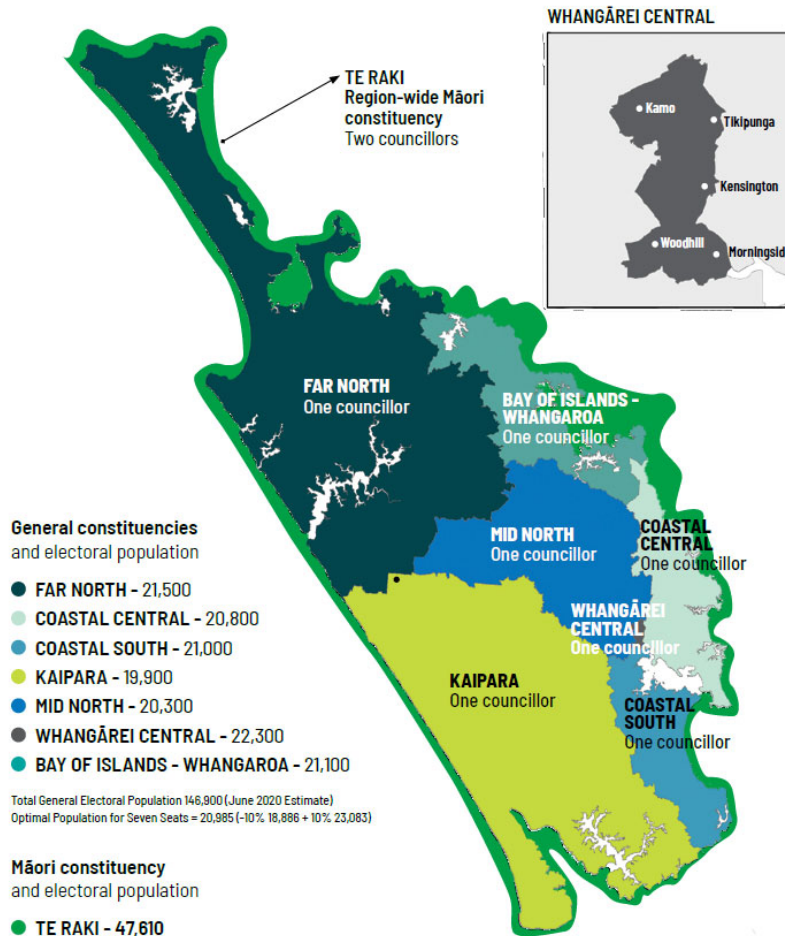 WHANGĀREI CENTRAL
Kamo
Tikipunga
Kensington
Woodhill
Morningsid
TE RAKI
Region-wide Māori
constituency
Two councillors
FAR NORTH
One councillor
BAY OF ISLANDS -
WHANGAROA
One councillor
MID NORTH
One councillor
COASTAL
CENTRAL
One councillor
WHANGĀREI
CENTRAL
One councillor
KAIPARA
One councillor
COASTAL
SOUTH
One councillor
General constituencies
and electoral population
FAR NORTH - 21,500
COASTAL CENTRAL - 20,800
COASTAL SOUTH - 21,000
KAIPARA - 19,900
MID NORTH - 20,300
WHANGĀREI CENTRAL - 22,300
BAY OF ISLANDS - WHANGAROA - 21,100
Total General Electoral Population 146,900 (June 2020 Estimate)
Optimal Population for Seven Seats = 20,985 (-10% 18,886 + 10% 23,083)
Māori constituency
and electoral population
TE RAKI - 47,610